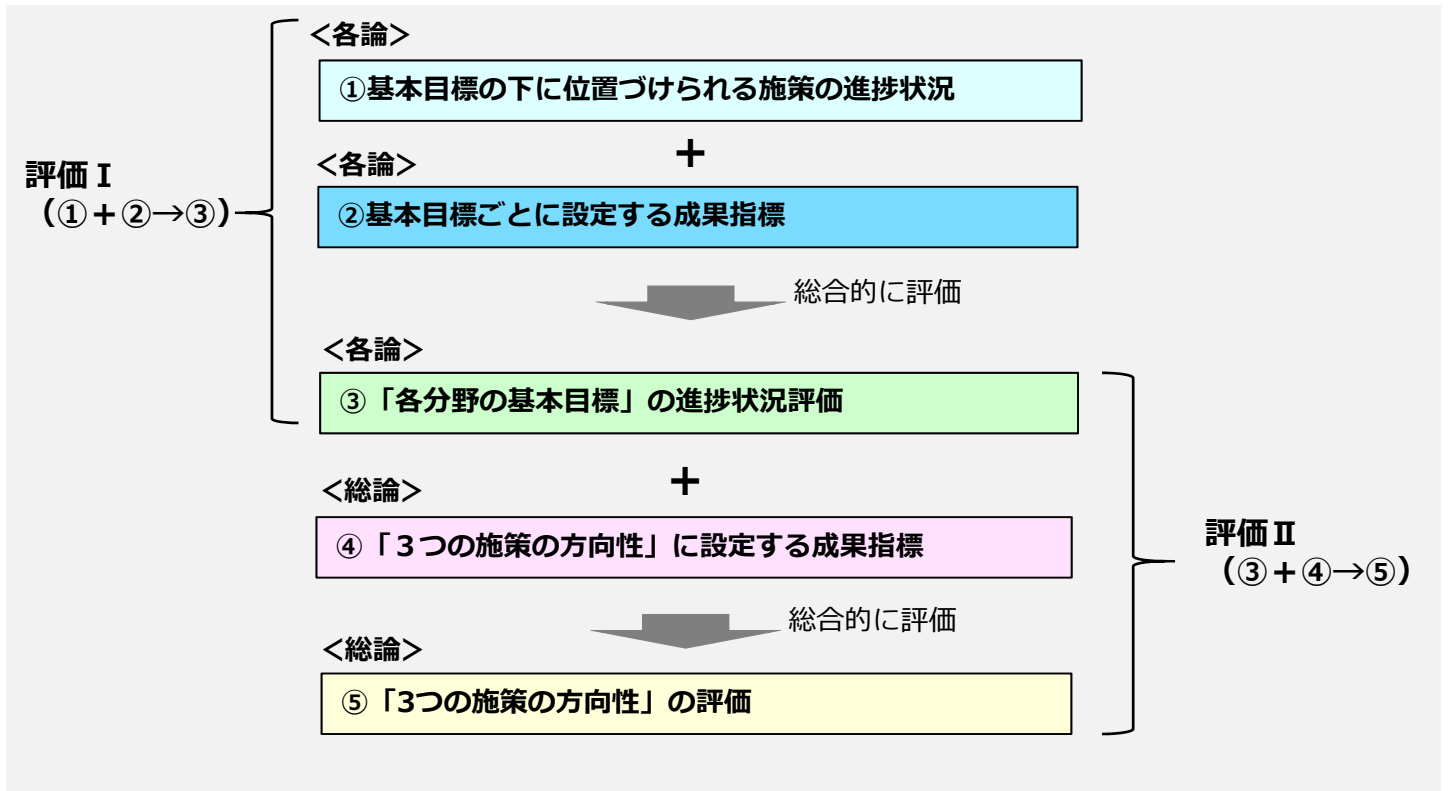 <各論>
①基本目標の下に位置づけられる施策の進捗状況
+
<各論>
②基本目標ごとに設定する成果指標
評価Ⅰ
(①+②→③)
総合的に評価
<各論>
③「各分野の基本目標」の進捗状況評価
+
<総論>
④「３つの施策の方向性」に設定する成果指標
評価Ⅱ
(③+④→⑤)
総合的に評価
<総論>
⑤「3つの施策の方向性」の評価